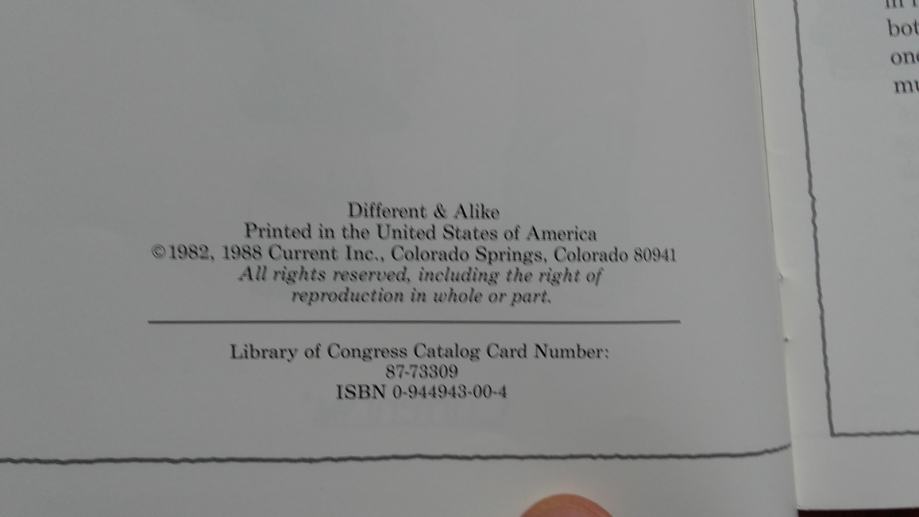 Different & Alike
Printed in the United States of America
©1982, 1988 Current Inc., Colorado Springs, Colorado 80941
All rights reserved, including the right of
reproduction in whole or part.
Library of Congress Catalog Card Number:
87-73309
ISBN 0-944943-00-4